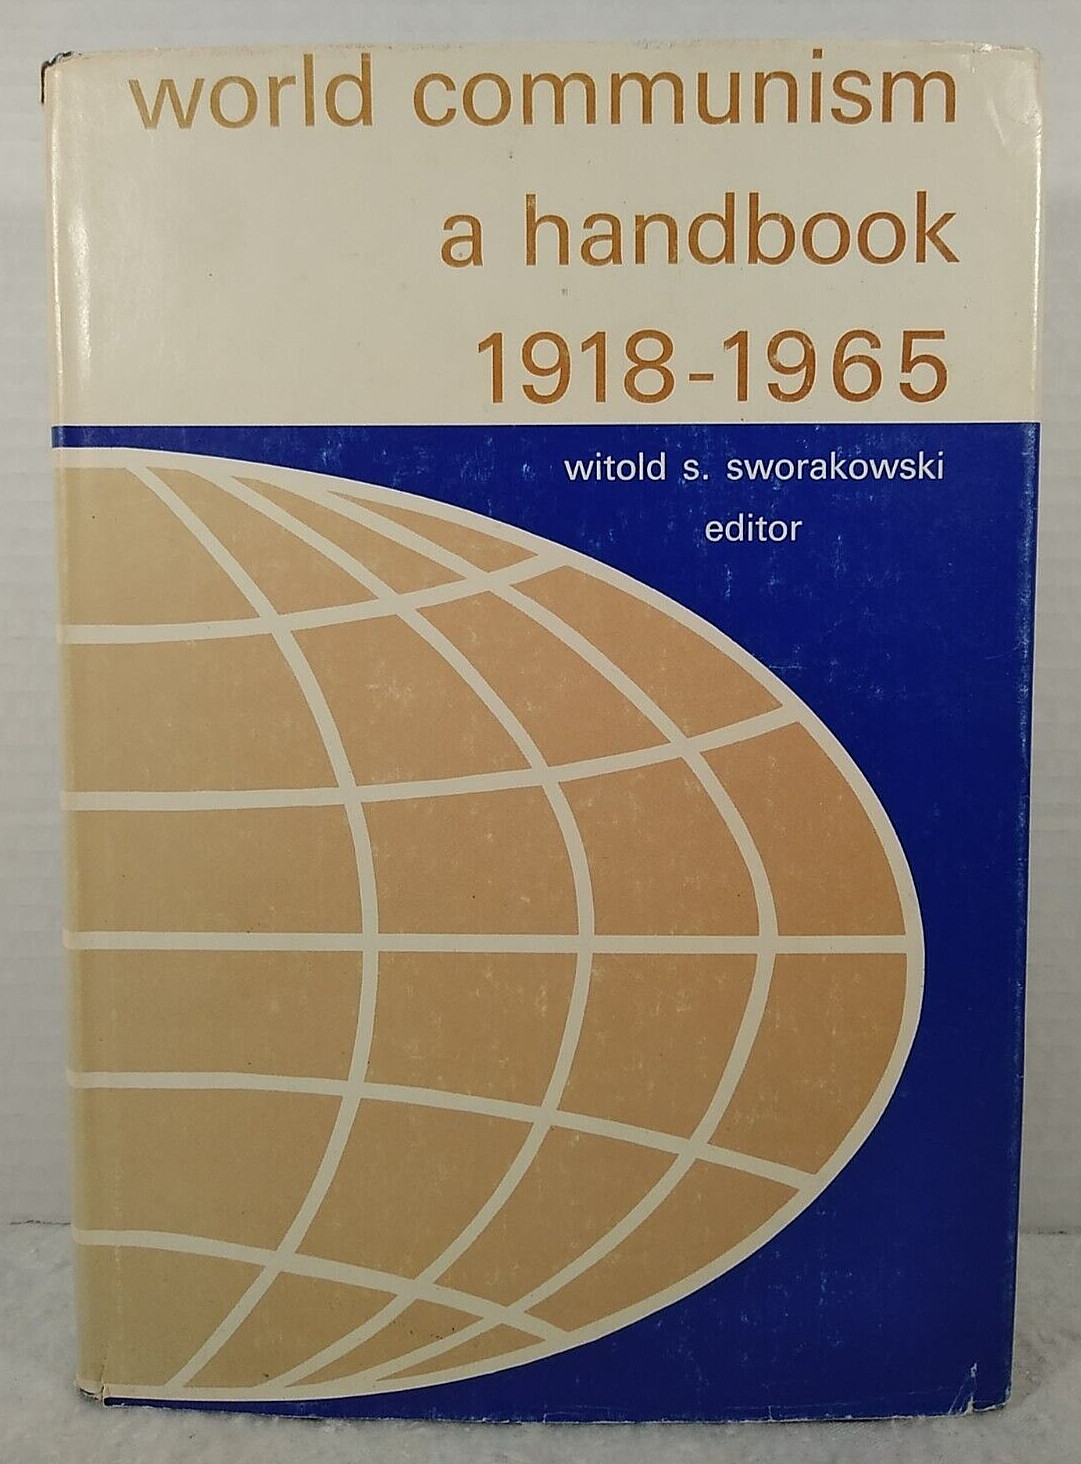 world communism
a handbook
1918-1965
witold s. sworakowski
editor